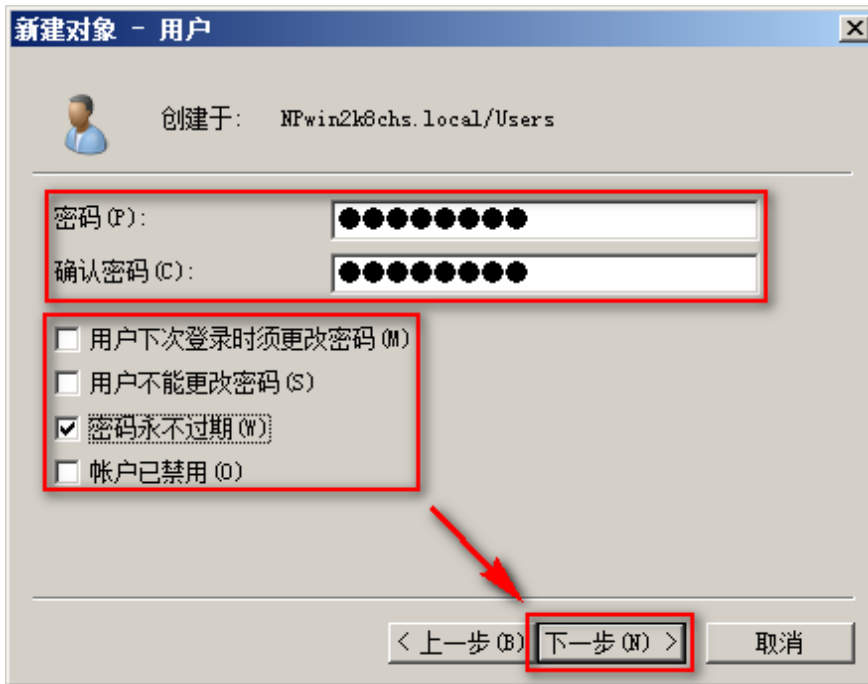 新建对象 - 用户
创建于: NPwin2k8chs.local/Users
密码(P):
确认密码(C):
用户下次登录时须更改密码(M)
用户不能更改密码(S)
密码永不过期(W)
帐户已禁用(O)
< 上一步(B) 下一步(N) > 取消